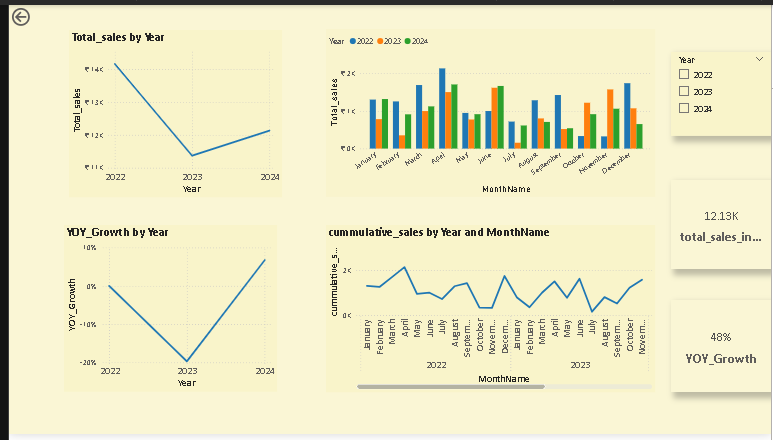 Total_sales by Year
₹14K
₹13K
₹12K
₹11K
Total_sales
2022 2023 2024
Year
Year 2022 2023 2024
₹2K
₹1K
₹0K
Total_sales
January February March April May June July August September October November December
MonthName
Year
2022
2023
2024
12.13K
total_sales_in...
48%
YOY_Growth
YOY_Growth by Year
10%
0%
-10%
-20%
YOY_Growth
2022 2023 2024
Year
cummulative_sales by Year and MonthName
2K
0K
cummulative_s...
January February March April May June July August Septem... October Novem... Decem... January February March April May June July August Septem... October Novem...
2022 2023
MonthName